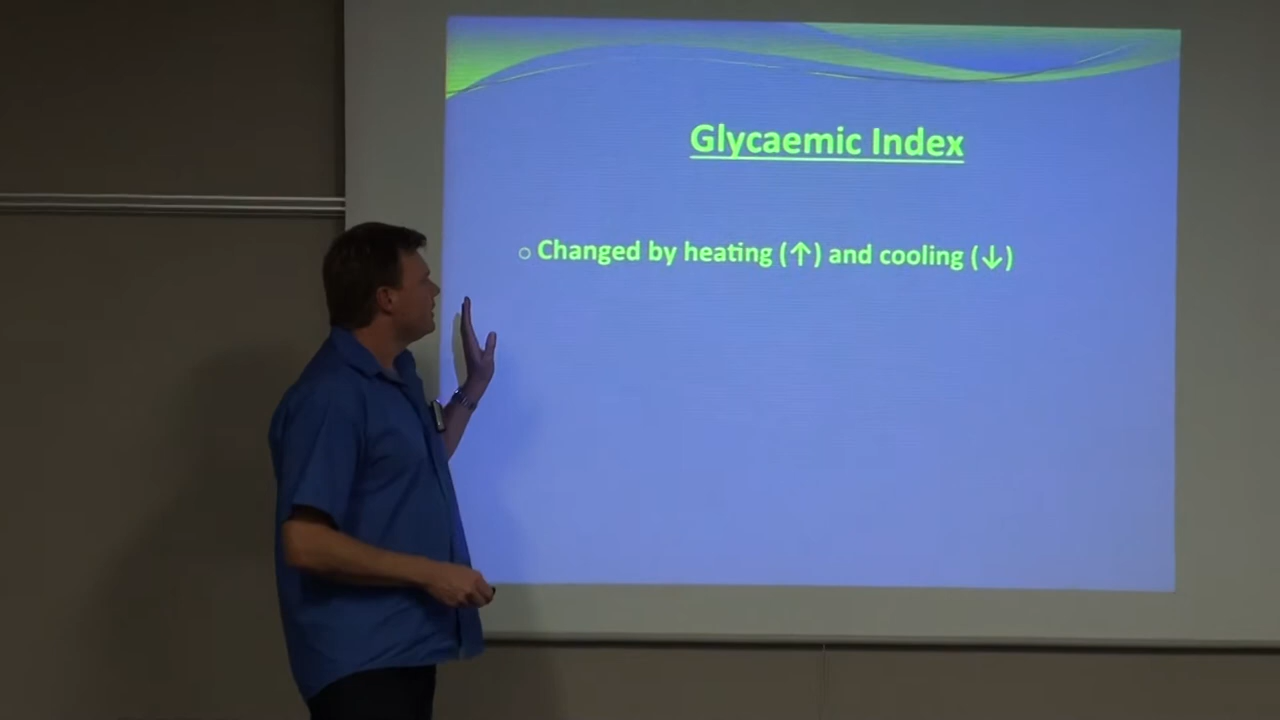 Glycaemic Index
○ Changed by heating (↑) and cooling (↓)